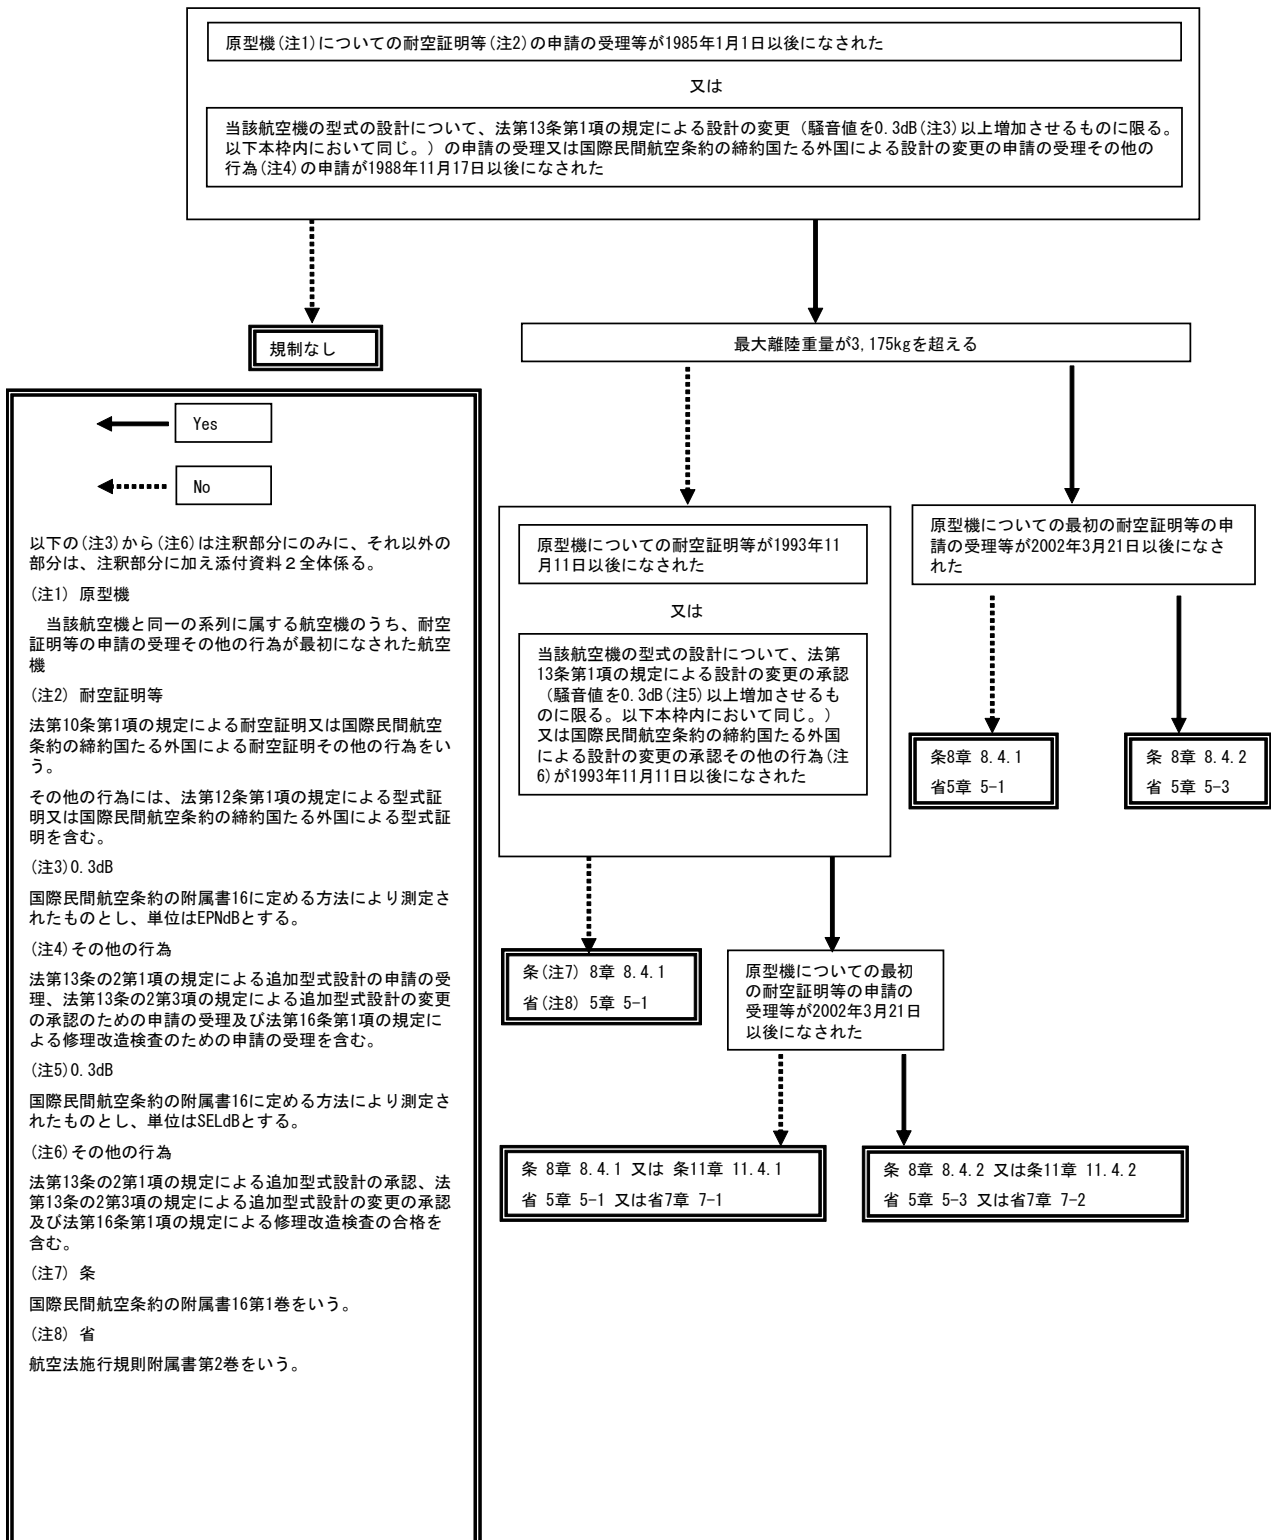 原型機(注1)についての耐空証明等(注2)の申請の受理等が1985年1月1日以後になされた
又は
当該航空機の型式の設計について、法第13条第1項の規定による設計の変更（騒音値を0.3dB(注3)以上増加させるものに限る。
以下本枠内において同じ。）の申請の受理又は国際民間航空条約の締約国たる外国による設計の変更の申請の受理その他の
行為(注4)の申請が1988年11月17日以後になされた
規制なし
最大離陸重量が3,175kgを超える
原型機についての耐空証明等が1993年11
月11日以後になされた
又は
当該航空機の型式の設計について、法第
13条第1項の規定による設計の変更の承認
（騒音値を0.3dB(注5)以上増加させるも
のに限る。以下本枠内において同じ。）
又は国際民間航空条約の締約国たる外国
による設計の変更の承認その他の行為(注
6)が1993年11月11日以後になされた
原型機についての最初の耐空証明等の申
請の受理等が2002年3月21日以後になさ
れた
条8章 8.4.1
省5章 5-1
条 8章 8.4.2
省 5章 5-3
条(注7) 8章 8.4.1
省(注8) 5章 5-1
原型機についての最初
の耐空証明等の申請の
受理等が2002年3月21日
以後になされた
条 8章 8.4.1 又は 条11章 11.4.1
省 5章 5-1 又は省7章 7-1
条 8章 8.4.2 又は条11章 11.4.2
省 5章 5-3 又は省7章 7-2
Yes
No
以下の(注3)から(注6)は注釈部分にのみに、それ以外の
部分は、注釈部分に加え添付資料２全体係る。
(注1) 原型機
当該航空機と同一の系列に属する航空機のうち、耐空
証明等の申請の受理その他の行為が最初になされた航空
機
(注2) 耐空証明等
法第10条第1項の規定による耐空証明又は国際民間航空
条約の締約国たる外国による耐空証明その他の行為をい
う。
その他の行為には、法第12条第1項の規定による型式証
明又は国際民間航空条約の締約国たる外国による型式証
明を含む。
(注3)0.3dB
国際民間航空条約の附属書16に定める方法により測定さ
れたものとし、単位はEPNdBとする。
(注4)その他の行為
法第13条の2第1項の規定による追加型式設計の申請の受
理、法第13条の2第3項の規定による追加型式設計の変更
の承認のための申請の受理及び法第16条第1項の規定に
よる修理改造検査のための申請の受理を含む。
(注5)0.3dB
国際民間航空条約の附属書16に定める方法により測定さ
れたものとし、単位はSELdBとする。
(注6)その他の行為
法第13条の2第1項の規定による追加型式設計の承認、法
第13条の2第3項の規定による追加型式設計の変更の承認
及び法第16条第1項の規定による修理改造検査の合格を
含む。
(注7) 条
国際民間航空条約の附属書16第1巻をいう。
(注8) 省
航空法施行規則附属書第2巻をいう。